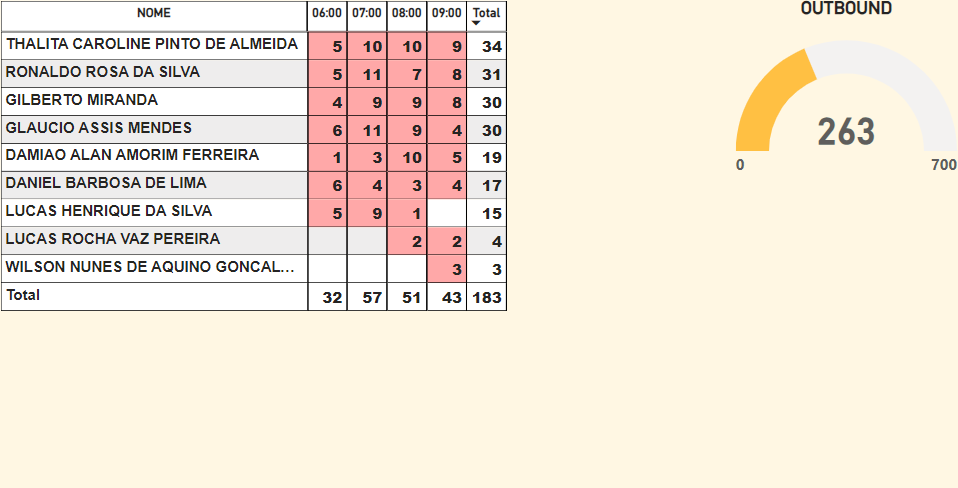 NOME 06:00 07:00 08:00 09:00 Total
THALITA CAROLINE PINTO DE ALMEIDA 5 10 10 9 34
RONALDO ROSA DA SILVA 5 11 7 8 31
GILBERTO MIRANDA 4 9 9 8 30
GLAUCIO ASSIS MENDES 6 11 9 4 30
DAMIAO ALAN AMORIM FERREIRA 1 3 10 5 19
DANIEL BARBOSA DE LIMA 6 4 3 4 17
LUCAS HENRIQUE DA SILVA 5 9 1 15
LUCAS ROCHA VAZ PEREIRA 2 2 4
WILSON NUNES DE AQUINO GONCAL... 3 3
Total 32 57 51 43 183
OUTBOUND
263
0 700